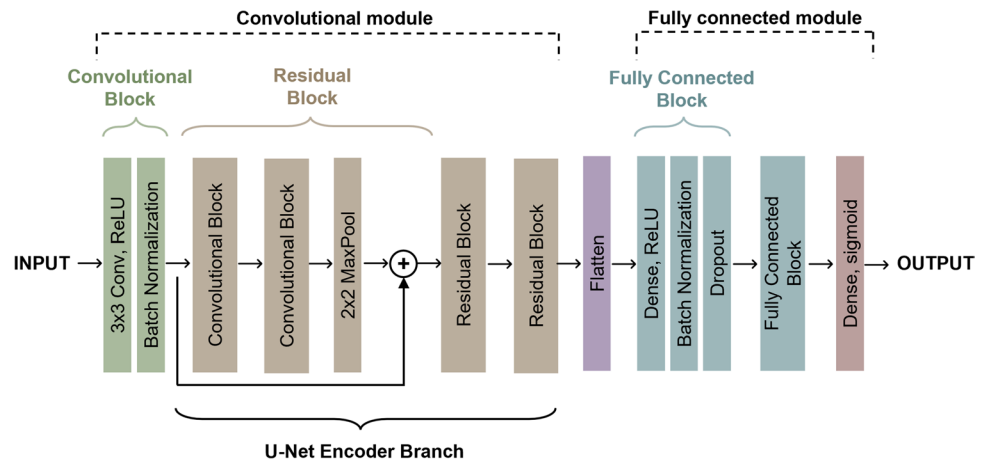 Convolutional module
Fully connected module
Convolutional
Block
Residual
Block
Fully Connected
Block
INPUT
3x3 Conv, ReLU
Batch Normalization
Convolutional Block
Convolutional Block
2x2 MaxPool
+
Residual Block
Residual Block
Flatten
Dense, ReLU
Batch Normalization
Dropout
Fully Connected
Block
Dense, sigmoid
OUTPUT
U-Net Encoder Branch